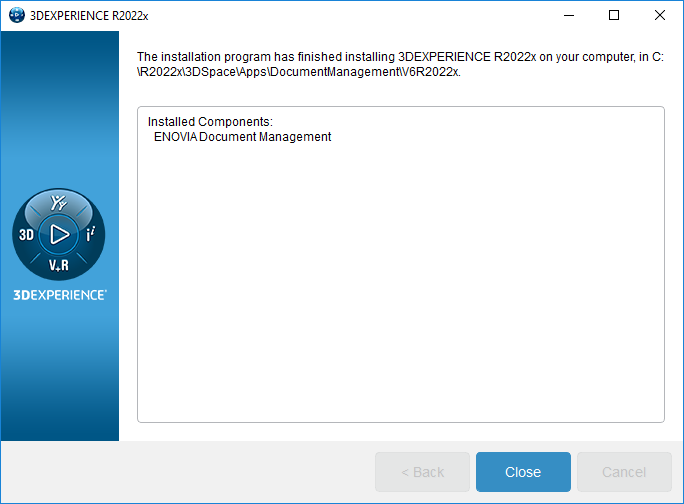 3DEXPERIENCE R2022x
The installation program has finished installing 3DEXPERIENCE R2022x on your computer, in C:
\R2022x\3DSpace\Apps\DocumentManagement\V6R2022x.
Installed Components:
ENOVIA Document Management
3D
i²
V+R
3DEXPERIENCE
< Back
Close
Cancel